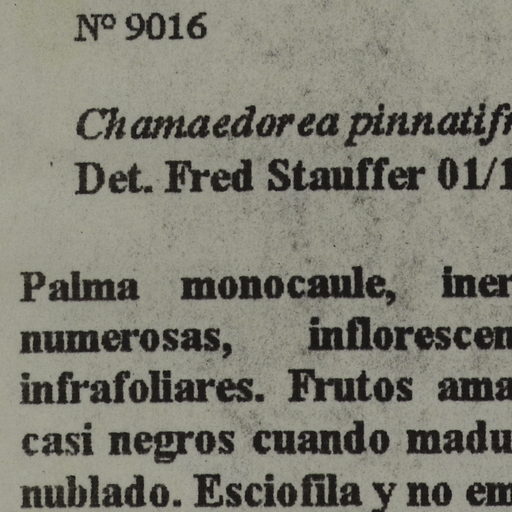 Nº 9016
Chamaedorea pinnatifr
Det. Fred Stauffer 01/1
Palma monocaule, iner
numerosas, inflorescen
infrafoliares. Frutos ama
casi negros cuando madu
nublado. Esciofila y no em